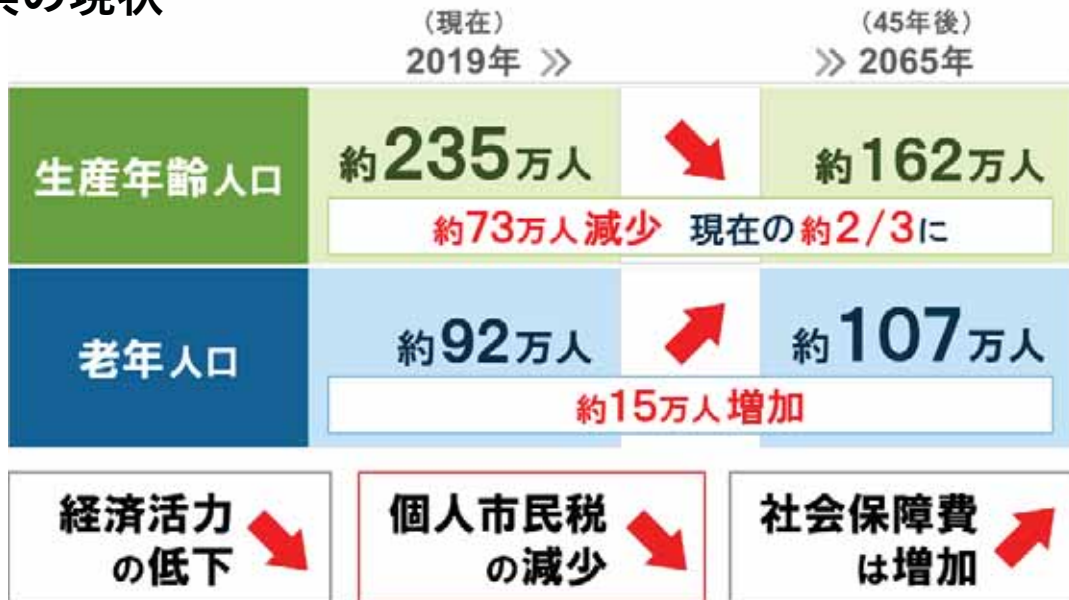 の現状
（現在）
2019年 ≫
（45年後）
≫ 2065年
生産年齢人口
約235万人
約162万人
約73万人減少 現在の約2/3に
老年人口
約92万人
約107万人
約15万人増加
経済活力
の低下
個人市民税
の減少
社会保障費
は増加